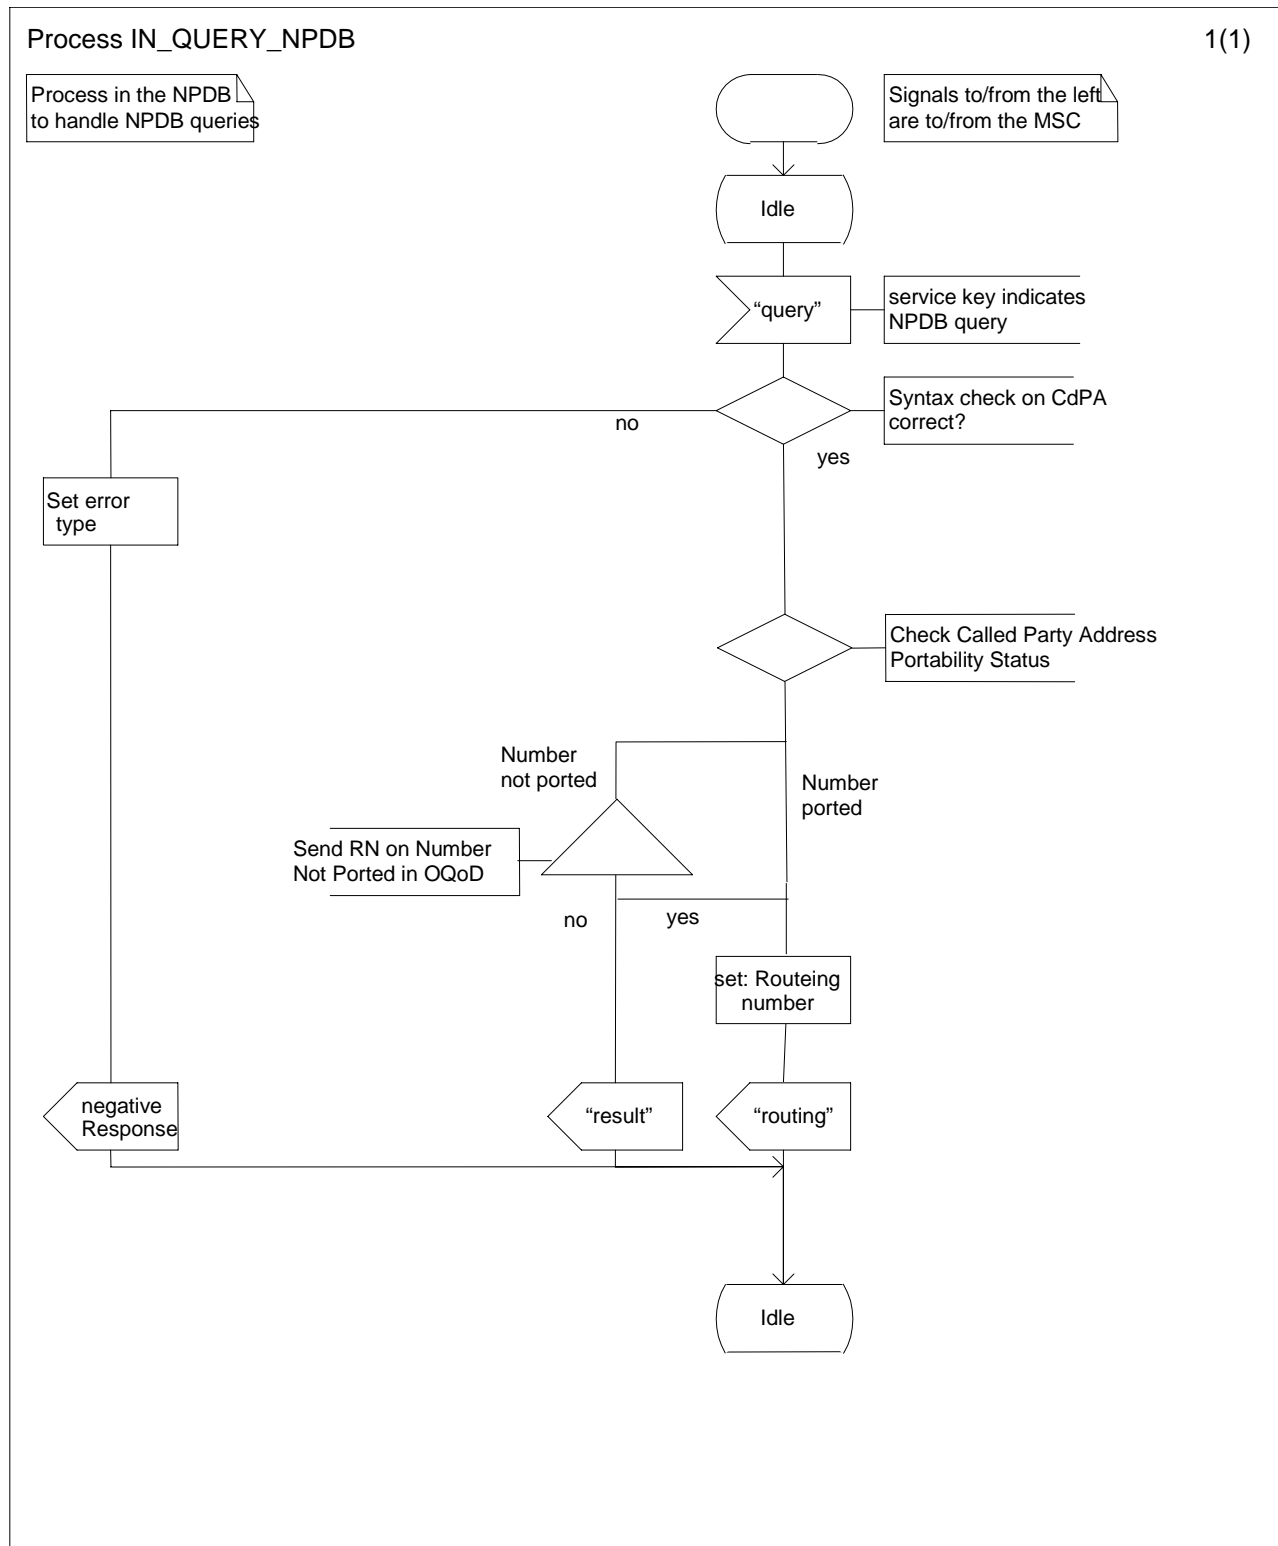 Process IN_QUERY_NPDB
1(1)
Process in the NPDB
to handle NPDB queries
Signals to/from the left
are to/from the MSC
Idle
“query”
service key indicates
NPDB query
Syntax check on CdPA
correct?
no
yes
Set error
type
Check Called Party Address
Portability Status
Number
not ported
Number
ported
Send RN on Number
Not Ported in OQoD
no
yes
set: Routeing
number
negative
Response
“result”
“routing”
Idle